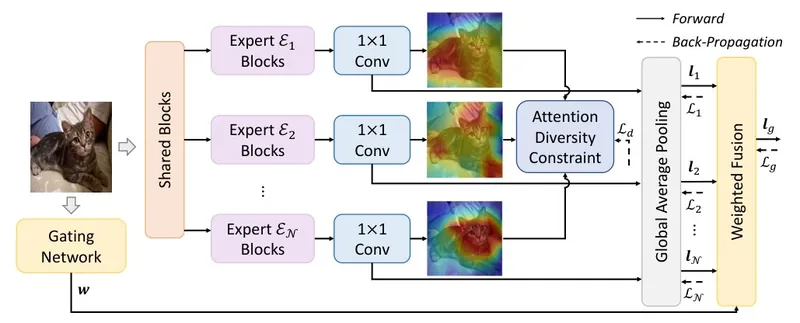 Forward
Back-Propagation
Shared Blocks
Expert ℰ₁
Blocks
1×1
Conv
Expert ℰ₂
Blocks
1×1
Conv
⋮
Expert ℰ𝒩
Blocks
1×1
Conv
Attention
Diversity
Constraint
ℒd
Global Average Pooling
l₁
ℒ₁
l₂
ℒ₂
⋮
l𝒩
ℒ𝒩
Weighted Fusion
lg
ℒg
Gating
Network
w